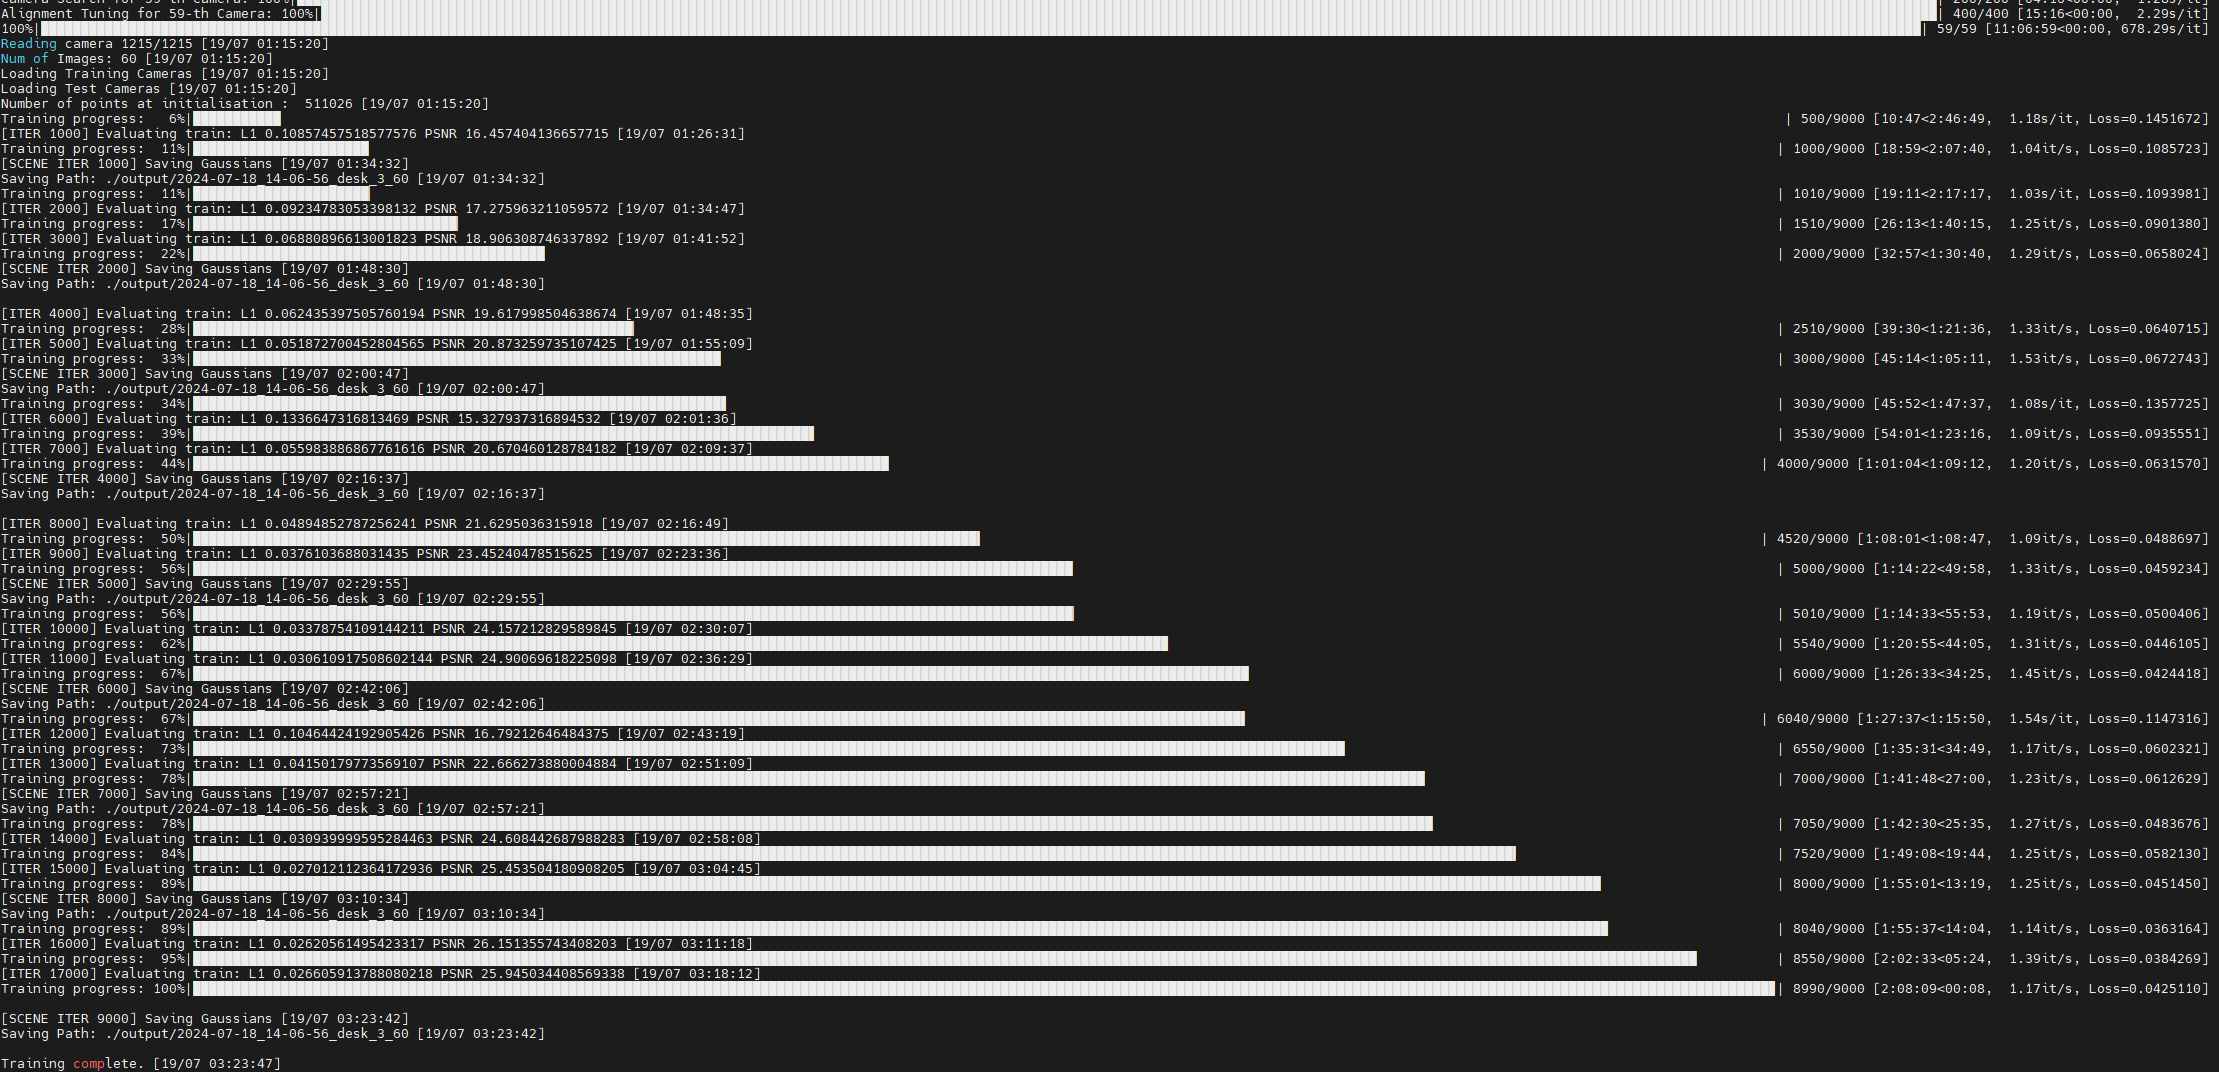 Camera Search for 59-th Camera: 100%| | 200/200 [04:15<00:00, 1.28s/it]
Alignment Tuning for 59-th Camera: 100%| | 400/400 [15:16<00:00, 2.29s/it]
100%| | 59/59 [11:06:59<00:00, 678.29s/it]
Reading camera 1215/1215 [19/07 01:15:20]
Num of Images: 60 [19/07 01:15:20]
Loading Training Cameras [19/07 01:15:20]
Loading Test Cameras [19/07 01:15:20]
Number of points at initialisation :  511026 [19/07 01:15:20]
Training progress:   6%| | 500/9000 [10:47<2:46:49,  1.18s/it, Loss=0.1451672]
[ITER 1000] Evaluating train: L1 0.10857457518577576 PSNR 16.457404136657715 [19/07 01:26:31]
Training progress:  11%| | 1000/9000 [18:59<2:07:40,  1.04it/s, Loss=0.1085723]
[SCENE ITER 1000] Saving Gaussians [19/07 01:34:32]
Saving Path: ./output/2024-07-18_14-06-56_desk_3_60 [19/07 01:34:32]
Training progress:  11%| | 1010/9000 [19:11<2:17:17,  1.03s/it, Loss=0.1093981]
[ITER 2000] Evaluating train: L1 0.09234783053398132 PSNR 17.275963211059572 [19/07 01:34:47]
Training progress:  17%| | 1510/9000 [26:13<1:40:15,  1.25it/s, Loss=0.0901380]
[ITER 3000] Evaluating train: L1 0.06880896613001823 PSNR 18.906308746337892 [19/07 01:41:52]
Training progress:  22%| | 2000/9000 [32:57<1:30:40,  1.29it/s, Loss=0.0658024]
[SCENE ITER 2000] Saving Gaussians [19/07 01:48:30]
Saving Path: ./output/2024-07-18_14-06-56_desk_3_60 [19/07 01:48:30]
[ITER 4000] Evaluating train: L1 0.062435397505760194 PSNR 19.617998504638674 [19/07 01:48:35]
Training progress:  28%| | 2510/9000 [39:30<1:21:36,  1.33it/s, Loss=0.0640715]
[ITER 5000] Evaluating train: L1 0.051872700452804565 PSNR 20.873259735107425 [19/07 01:55:09]
Training progress:  33%| | 3000/9000 [45:14<1:05:11,  1.53it/s, Loss=0.0672743]
[SCENE ITER 3000] Saving Gaussians [19/07 02:00:47]
Saving Path: ./output/2024-07-18_14-06-56_desk_3_60 [19/07 02:00:47]
Training progress:  34%| | 3030/9000 [45:52<1:47:37,  1.08s/it, Loss=0.1357725]
[ITER 6000] Evaluating train: L1 0.1336647316813469 PSNR 15.327937316894532 [19/07 02:01:36]
Training progress:  39%| | 3530/9000 [54:01<1:23:16,  1.09it/s, Loss=0.0935551]
[ITER 7000] Evaluating train: L1 0.055983886867761616 PSNR 20.670460128784182 [19/07 02:09:37]
Training progress:  44%| | 4000/9000 [1:01:04<1:09:12,  1.20it/s, Loss=0.0631570]
[SCENE ITER 4000] Saving Gaussians [19/07 02:16:37]
Saving Path: ./output/2024-07-18_14-06-56_desk_3_60 [19/07 02:16:37]
[ITER 8000] Evaluating train: L1 0.04894852787256241 PSNR 21.6295036315918 [19/07 02:16:49]
Training progress:  50%| | 4520/9000 [1:08:01<1:08:47,  1.09it/s, Loss=0.0488697]
[ITER 9000] Evaluating train: L1 0.0376103688031435 PSNR 23.45240478515625 [19/07 02:23:36]
Training progress:  56%| | 5000/9000 [1:14:22<49:58,  1.33it/s, Loss=0.0459234]
[SCENE ITER 5000] Saving Gaussians [19/07 02:29:55]
Saving Path: ./output/2024-07-18_14-06-56_desk_3_60 [19/07 02:29:55]
Training progress:  56%| | 5010/9000 [1:14:33<55:53,  1.19it/s, Loss=0.0500406]
[ITER 10000] Evaluating train: L1 0.03378754109144211 PSNR 24.157212829589845 [19/07 02:30:07]
Training progress:  62%| | 5540/9000 [1:20:55<44:05,  1.31it/s, Loss=0.0446105]
[ITER 11000] Evaluating train: L1 0.030610917508602144 PSNR 24.90069618225098 [19/07 02:36:29]
Training progress:  67%| | 6000/9000 [1:26:33<34:25,  1.45it/s, Loss=0.0424418]
[SCENE ITER 6000] Saving Gaussians [19/07 02:42:06]
Saving Path: ./output/2024-07-18_14-06-56_desk_3_60 [19/07 02:42:06]
Training progress:  67%| | 6040/9000 [1:27:37<1:15:50,  1.54s/it, Loss=0.1147316]
[ITER 12000] Evaluating train: L1 0.10464424192905426 PSNR 16.79212646484375 [19/07 02:43:19]
Training progress:  73%| | 6550/9000 [1:35:31<34:49,  1.17it/s, Loss=0.0602321]
[ITER 13000] Evaluating train: L1 0.04150179773569107 PSNR 22.666273880004884 [19/07 02:51:09]
Training progress:  78%| | 7000/9000 [1:41:48<27:00,  1.23it/s, Loss=0.0612629]
[SCENE ITER 7000] Saving Gaussians [19/07 02:57:21]
Saving Path: ./output/2024-07-18_14-06-56_desk_3_60 [19/07 02:57:21]
Training progress:  78%| | 7050/9000 [1:42:30<25:35,  1.27it/s, Loss=0.0483676]
[ITER 14000] Evaluating train: L1 0.030939999595284463 PSNR 24.608442687988283 [19/07 02:58:08]
Training progress:  84%| | 7520/9000 [1:49:08<19:44,  1.25it/s, Loss=0.0582130]
[ITER 15000] Evaluating train: L1 0.027012112364172936 PSNR 25.453504180908205 [19/07 03:04:45]
Training progress:  89%| | 8000/9000 [1:55:01<13:19,  1.25it/s, Loss=0.0451450]
[SCENE ITER 8000] Saving Gaussians [19/07 03:10:34]
Saving Path: ./output/2024-07-18_14-06-56_desk_3_60 [19/07 03:10:34]
Training progress:  89%| | 8040/9000 [1:55:37<14:04,  1.14it/s, Loss=0.0363164]
[ITER 16000] Evaluating train: L1 0.02620561495423317 PSNR 26.151355743408203 [19/07 03:11:18]
Training progress:  95%| | 8550/9000 [2:02:33<05:24,  1.39it/s, Loss=0.0384269]
[ITER 17000] Evaluating train: L1 0.026605913788080218 PSNR 25.945034408569338 [19/07 03:18:12]
Training progress: 100%| | 8990/9000 [2:08:09<00:08,  1.17it/s, Loss=0.0425110]
[SCENE ITER 9000] Saving Gaussians [19/07 03:23:42]
Saving Path: ./output/2024-07-18_14-06-56_desk_3_60 [19/07 03:23:42]
Training complete. [19/07 03:23:47]